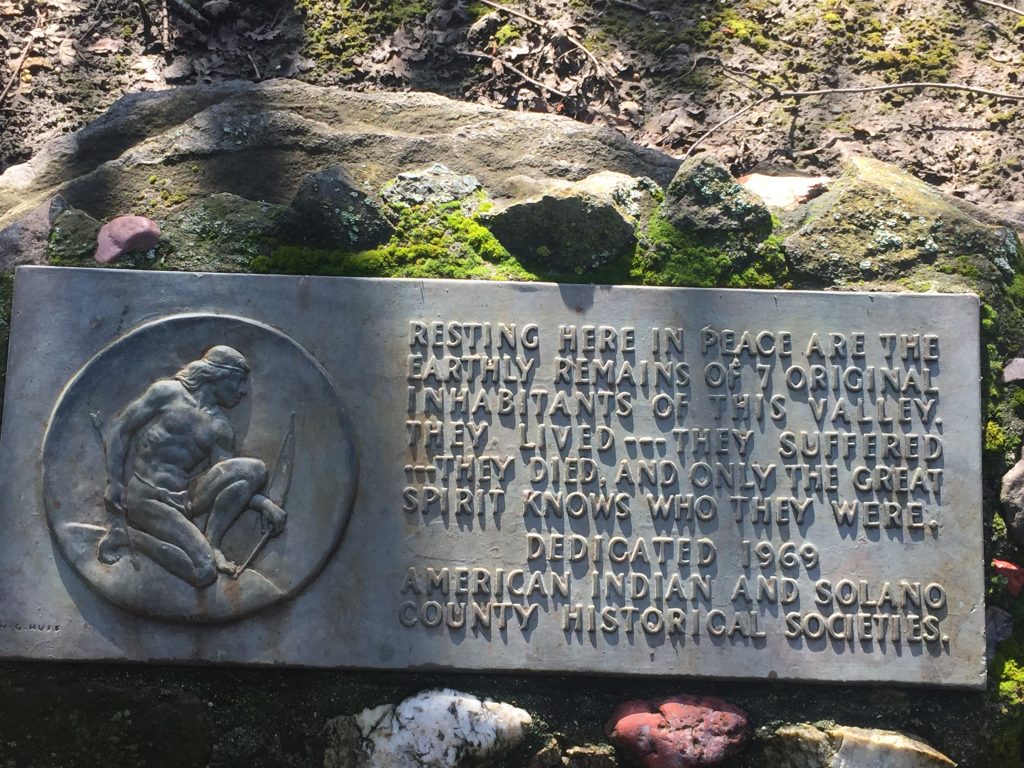 RESTING HERE IN PEACE ARE THE
EARTHLY REMAINS OF 7 ORIGINAL
INHABITANTS OF THIS VALLEY.
THEY LIVED --- THEY SUFFERED
---THEY DIED, AND ONLY THE GREAT
SPIRIT KNOWS WHO THEY WERE.
DEDICATED 1969
AMERICAN INDIAN AND SOLANO
COUNTY HISTORICAL SOCIETIES.
G. HUFF